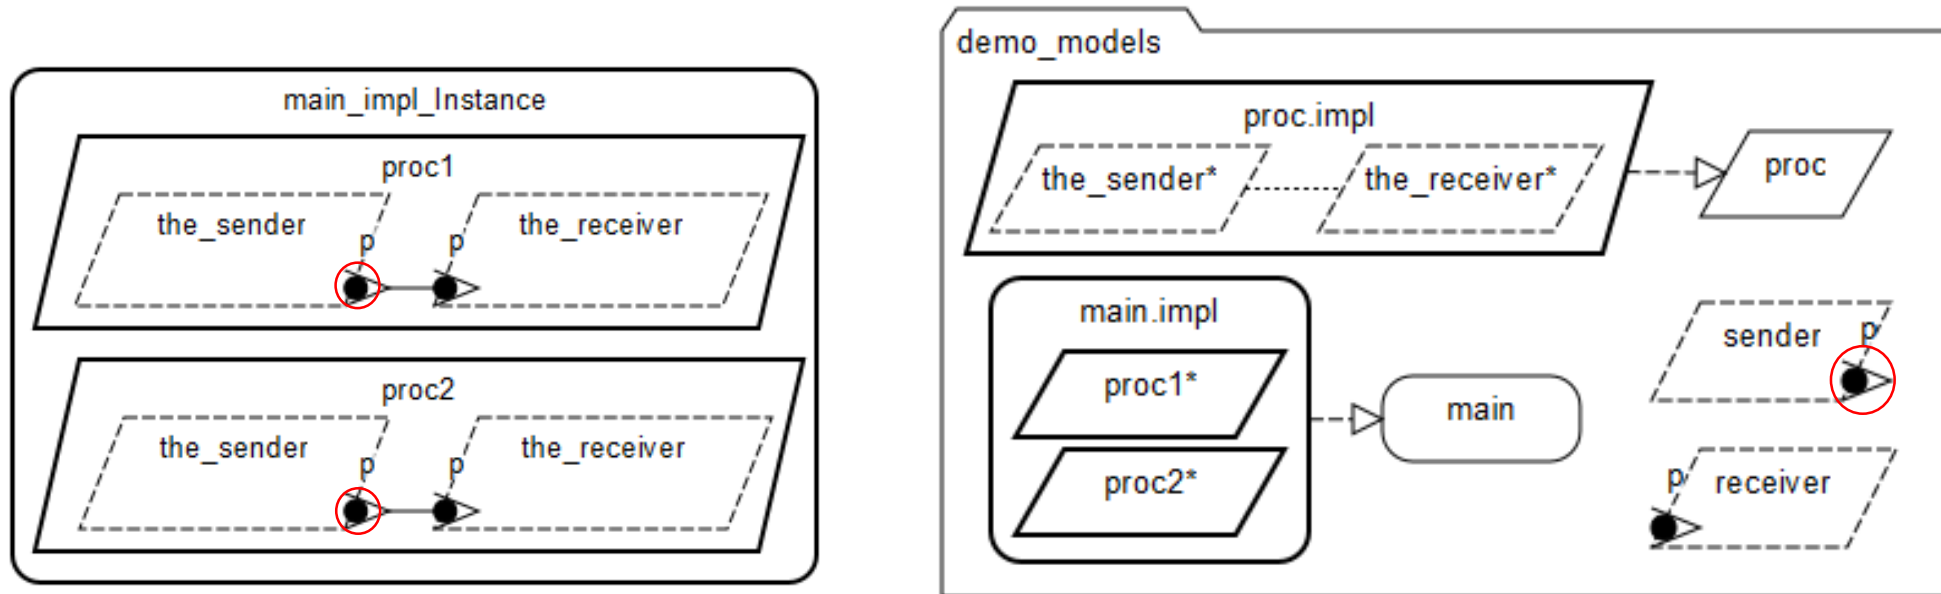 main_impl_Instance
proc1
the_sender
the_receiver
p
p
proc2
the_sender
the_receiver
p
p
demo_models
proc.impl
the_sender*
the_receiver*
proc
main.impl
proc1*
proc2*
main
sender
p
p
receiver